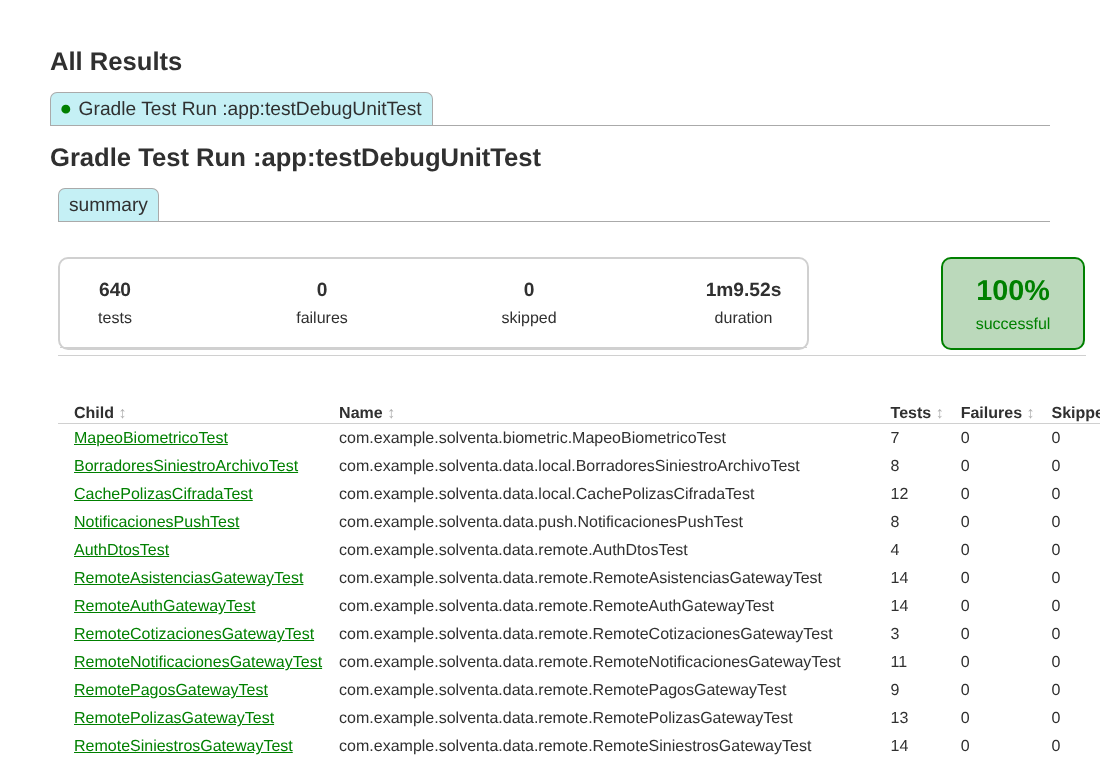 All Results
Gradle Test Run :app:testDebugUnitTest
Gradle Test Run :app:testDebugUnitTest
summary
640 0 0 1m9.52s 100%
tests failures skipped duration successful
Child ↕ Name ↕ Tests ↕ Failures ↕ Skippe
MapeoBiometricoTest com.example.solventa.biometric.MapeoBiometricoTest 7 0 0
BorradoresSiniestroArchivoTest com.example.solventa.data.local.BorradoresSiniestroArchivoTest 8 0 0
CachePolizasCifradaTest com.example.solventa.data.local.CachePolizasCifradaTest 12 0 0
NotificacionesPushTest com.example.solventa.data.push.NotificacionesPushTest 8 0 0
AuthDtosTest com.example.solventa.data.remote.AuthDtosTest 4 0 0
RemoteAsistenciasGatewayTest com.example.solventa.data.remote.RemoteAsistenciasGatewayTest 14 0 0
RemoteAuthGatewayTest com.example.solventa.data.remote.RemoteAuthGatewayTest 14 0 0
RemoteCotizacionesGatewayTest com.example.solventa.data.remote.RemoteCotizacionesGatewayTest 3 0 0
RemoteNotificacionesGatewayTest com.example.solventa.data.remote.RemoteNotificacionesGatewayTest 11 0 0
RemotePagosGatewayTest com.example.solventa.data.remote.RemotePagosGatewayTest 9 0 0
RemotePolizasGatewayTest com.example.solventa.data.remote.RemotePolizasGatewayTest 13 0 0
RemoteSiniestrosGatewayTest com.example.solventa.data.remote.RemoteSiniestrosGatewayTest 14 0 0